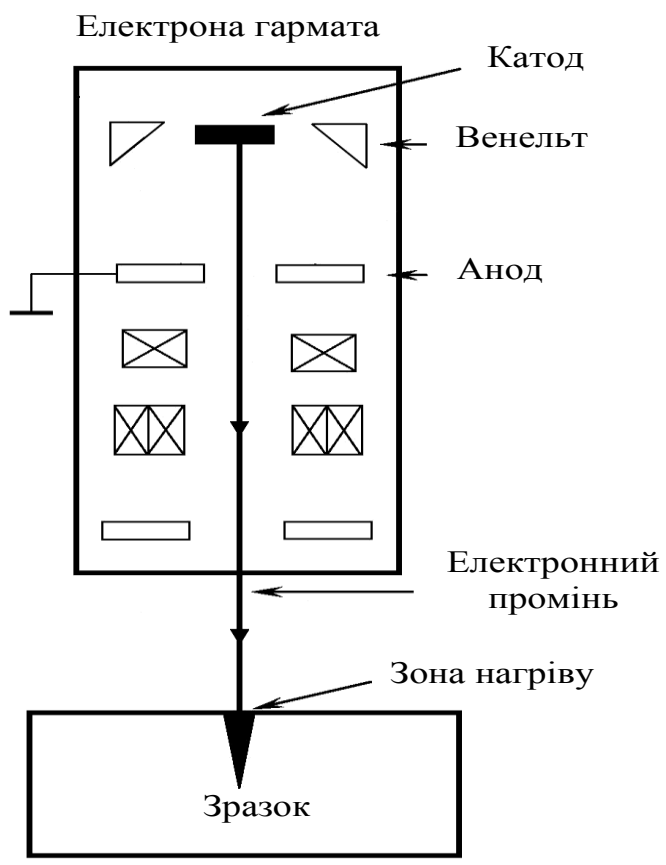 Електрона гармата
Катод
Венельт
Анод
Електронний
промінь
Зона нагріву
Зразок